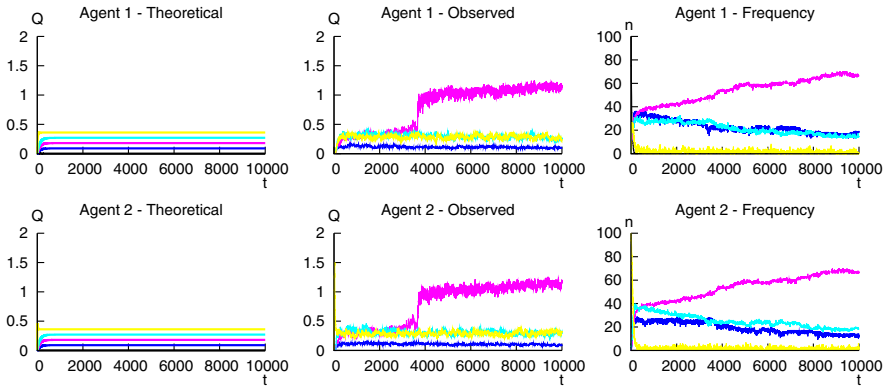 Agent 1 - Theoretical
Q
2
1.5
1
0.5
0
0 2000 4000 6000 8000 10000
t
Agent 1 - Observed
Q
2
1.5
1
0.5
0
0 2000 4000 6000 8000 10000
t
Agent 1 - Frequency
n
100
80
60
40
20
0
0 2000 4000 6000 8000 10000
t
Agent 2 - Theoretical
Q
2
1.5
1
0.5
0
0 2000 4000 6000 8000 10000
t
Agent 2 - Observed
Q
2
1.5
1
0.5
0
0 2000 4000 6000 8000 10000
t
Agent 2 - Frequency
n
100
80
60
40
20
0
0 2000 4000 6000 8000 10000
t